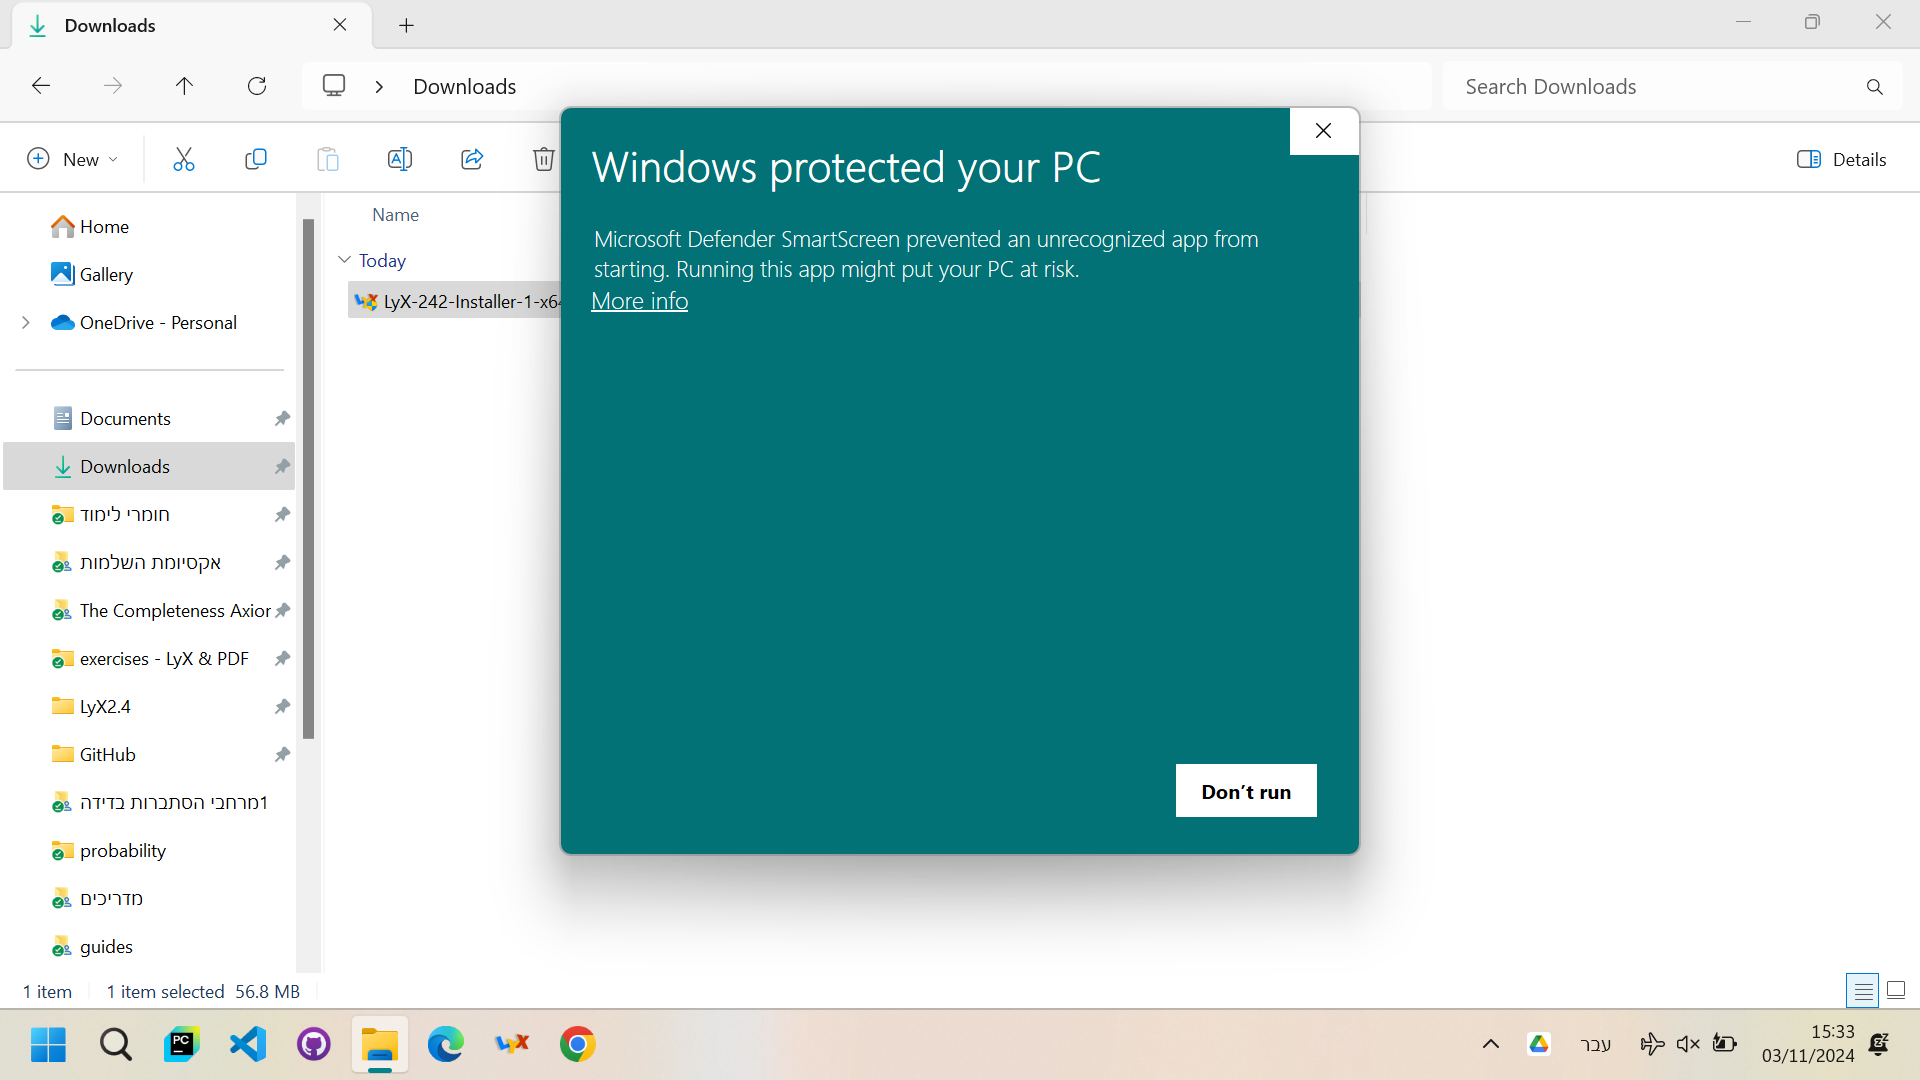 Downloads
Downloads
Search Downloads
New
Details
Home
Gallery
OneDrive - Personal
Documents
Downloads
חומרי לימוד
אקסיומת השלמות
The Completeness Axior
exercises - LyX & PDF
LyX2.4
GitHub
מרחבי הסתברות בדידה1
probability
מדריכים
guides
Name
Today
LyX-242-Installer-1-x64
Windows protected your PC
Microsoft Defender SmartScreen prevented an unrecognized app from
starting. Running this app might put your PC at risk.
More info
Don't run
1 item
1 item selected 56.8 MB
PC
עבר
15:33
03/11/2024